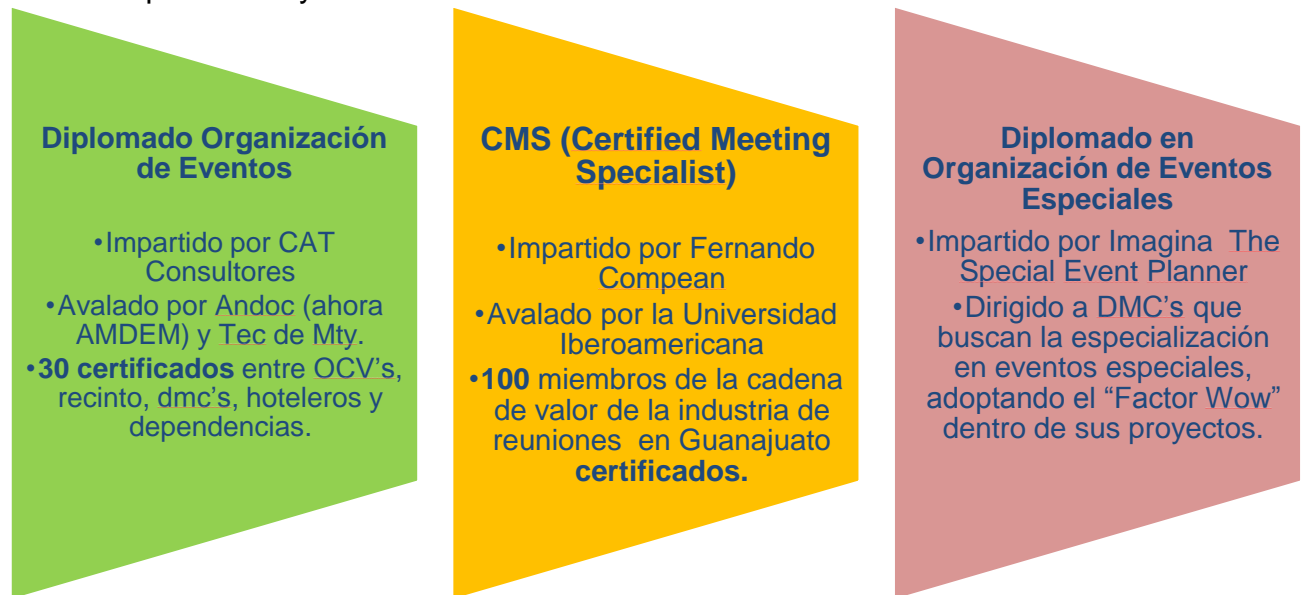 Diplomado Organización
de Eventos
•Impartido por CAT
Consultores
•Avalado por Andoc (ahora
AMDEM) y Tec de Mty.
•30 certificados entre OCV's,
recinto, dmc's, hoteleros y
dependencias.
CMS (Certified Meeting
Specialist)
•Impartido por Fernando
Compean
•Avalado por la Universidad
Iberoamericana
•100 miembros de la cadena
de valor de la industria de
reuniones en Guanajuato
certificados.
Diplomado en
Organización de Eventos
Especiales
•Impartido por Imagina The
Special Event Planner
•Dirigido a DMC's que
buscan la especialización
en eventos especiales,
adoptando el “Factor Wow”
dentro de sus proyectos.